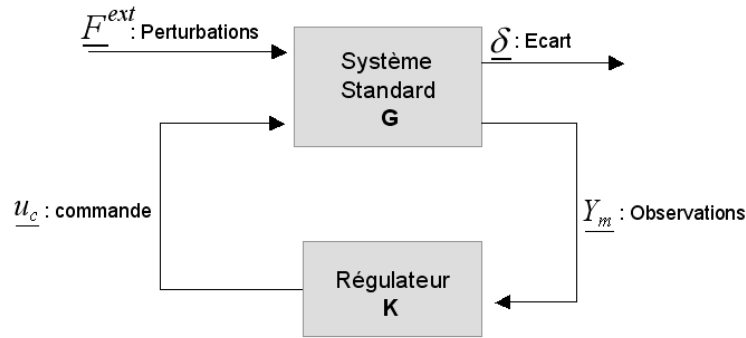 F^ext : Perturbations
Système
Standard
G
δ : Ecart
u_c : commande
Y_m : Observations
Régulateur
K